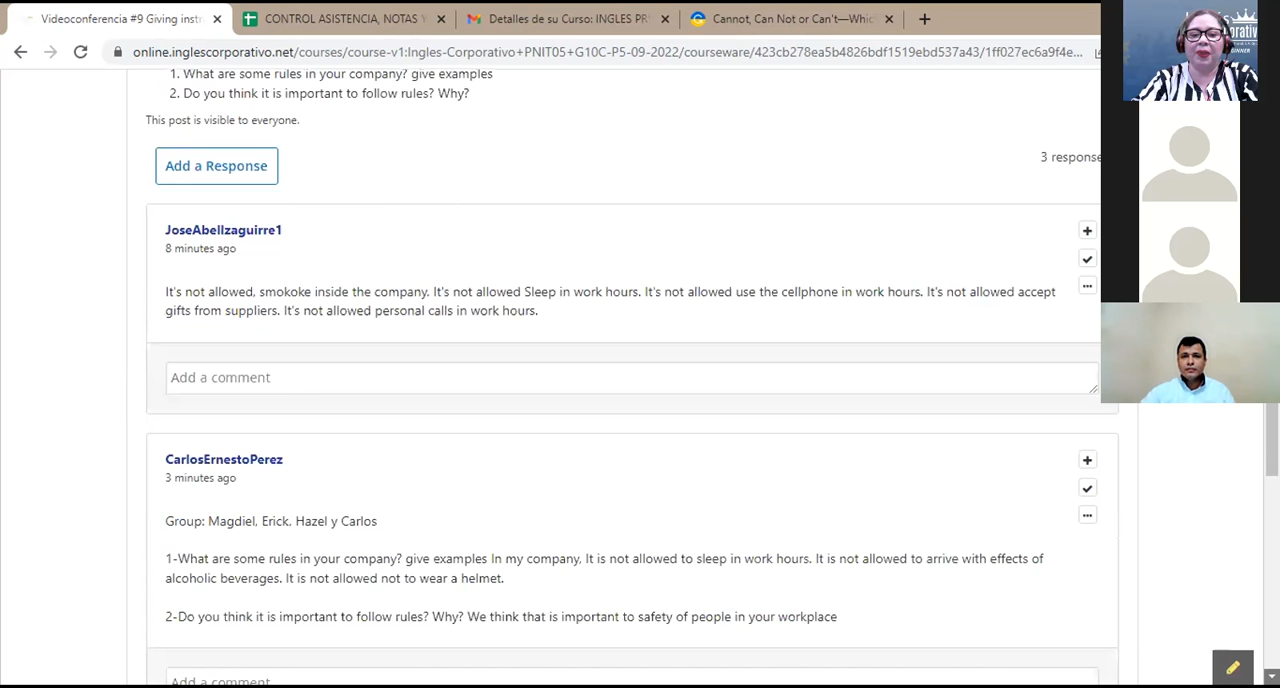 Videoconferencia #9 Giving instr
CONTROL ASISTENCIA, NOTAS Y
Detalles de su Curso: INGLES PR
Cannot, Can Not or Can't—Whic
online.inglescorporativo.net/courses/course-v1:Ingles-Corporativo+PNIT05+G10C-P5-09-2022/courseware/423cb278ea5b4826bdf1519ebd537a43/1ff027ec6a9f4e...
1. What are some rules in your company? give examples
2. Do you think it is important to follow rules? Why?
This post is visible to everyone.
Add a Response
3 response
JoseAbelIzaguirre1
8 minutes ago
It's not allowed, smokoke inside the company. It's not allowed Sleep in work hours. It's not allowed use the cellphone in work hours. It's not allowed accept
gifts from suppliers. It's not allowed personal calls in work hours.
Add a comment
CarlosErnestoPerez
3 minutes ago
Group: Magdiel, Erick, Hazel y Carlos
1-What are some rules in your company? give examples In my company, It is not allowed to sleep in work hours. It is not allowed to arrive with effects of
alcoholic beverages. It is not allowed not to wear a helmet.
2-Do you think it is important to follow rules? Why? We think that is important to safety of people in your workplace
Add a comment